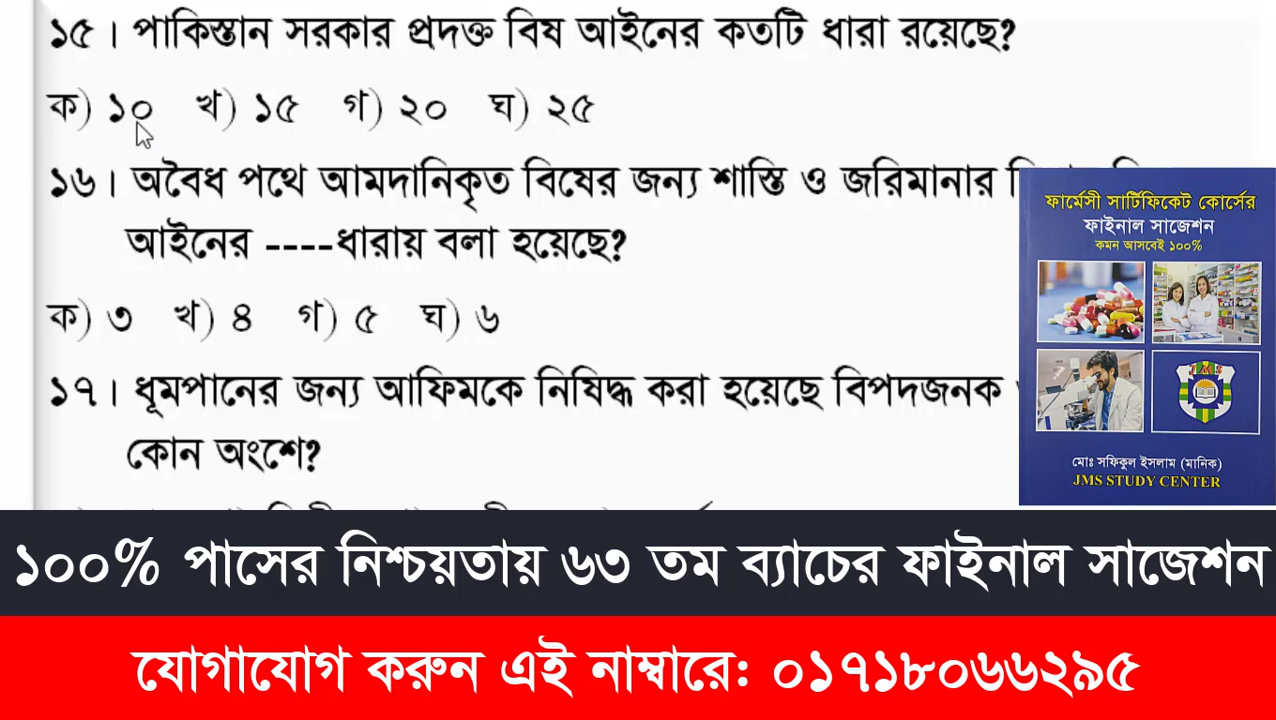 ১৫। পাকিস্তান সরকার প্রদক্ত বিষ আইনের কতটি ধারা রয়েছে?
ক) ১০ খ) ১৫ গ) ২০ ঘ) ২৫
১৬। অবৈধ পথে আমদানিকৃত বিষের জন্য শাস্তি ও জরিমানার
আইনের ----ধারায় বলা হয়েছে?
ক) ৩ খ) ৪ গ) ৫ ঘ) ৬
১৭। ধূমপানের জন্য আফিমকে নিষিদ্ধ করা হয়েছে বিপদজনক
কোন অংশে?
ফার্মেসী সার্টিফিকেট কোর্সের
ফাইনাল সাজেশন
কমন আসবেই ১০০%
মোঃ সফিকুল ইসলাম (মানিক)
JMS STUDY CENTER
১০০% পাসের নিশ্চয়তায় ৬৩ তম ব্যাচের ফাইনাল সাজেশন
যোগাযোগ করুন এই নাম্বারে: ০১৭১৮০৬৬২৯৫